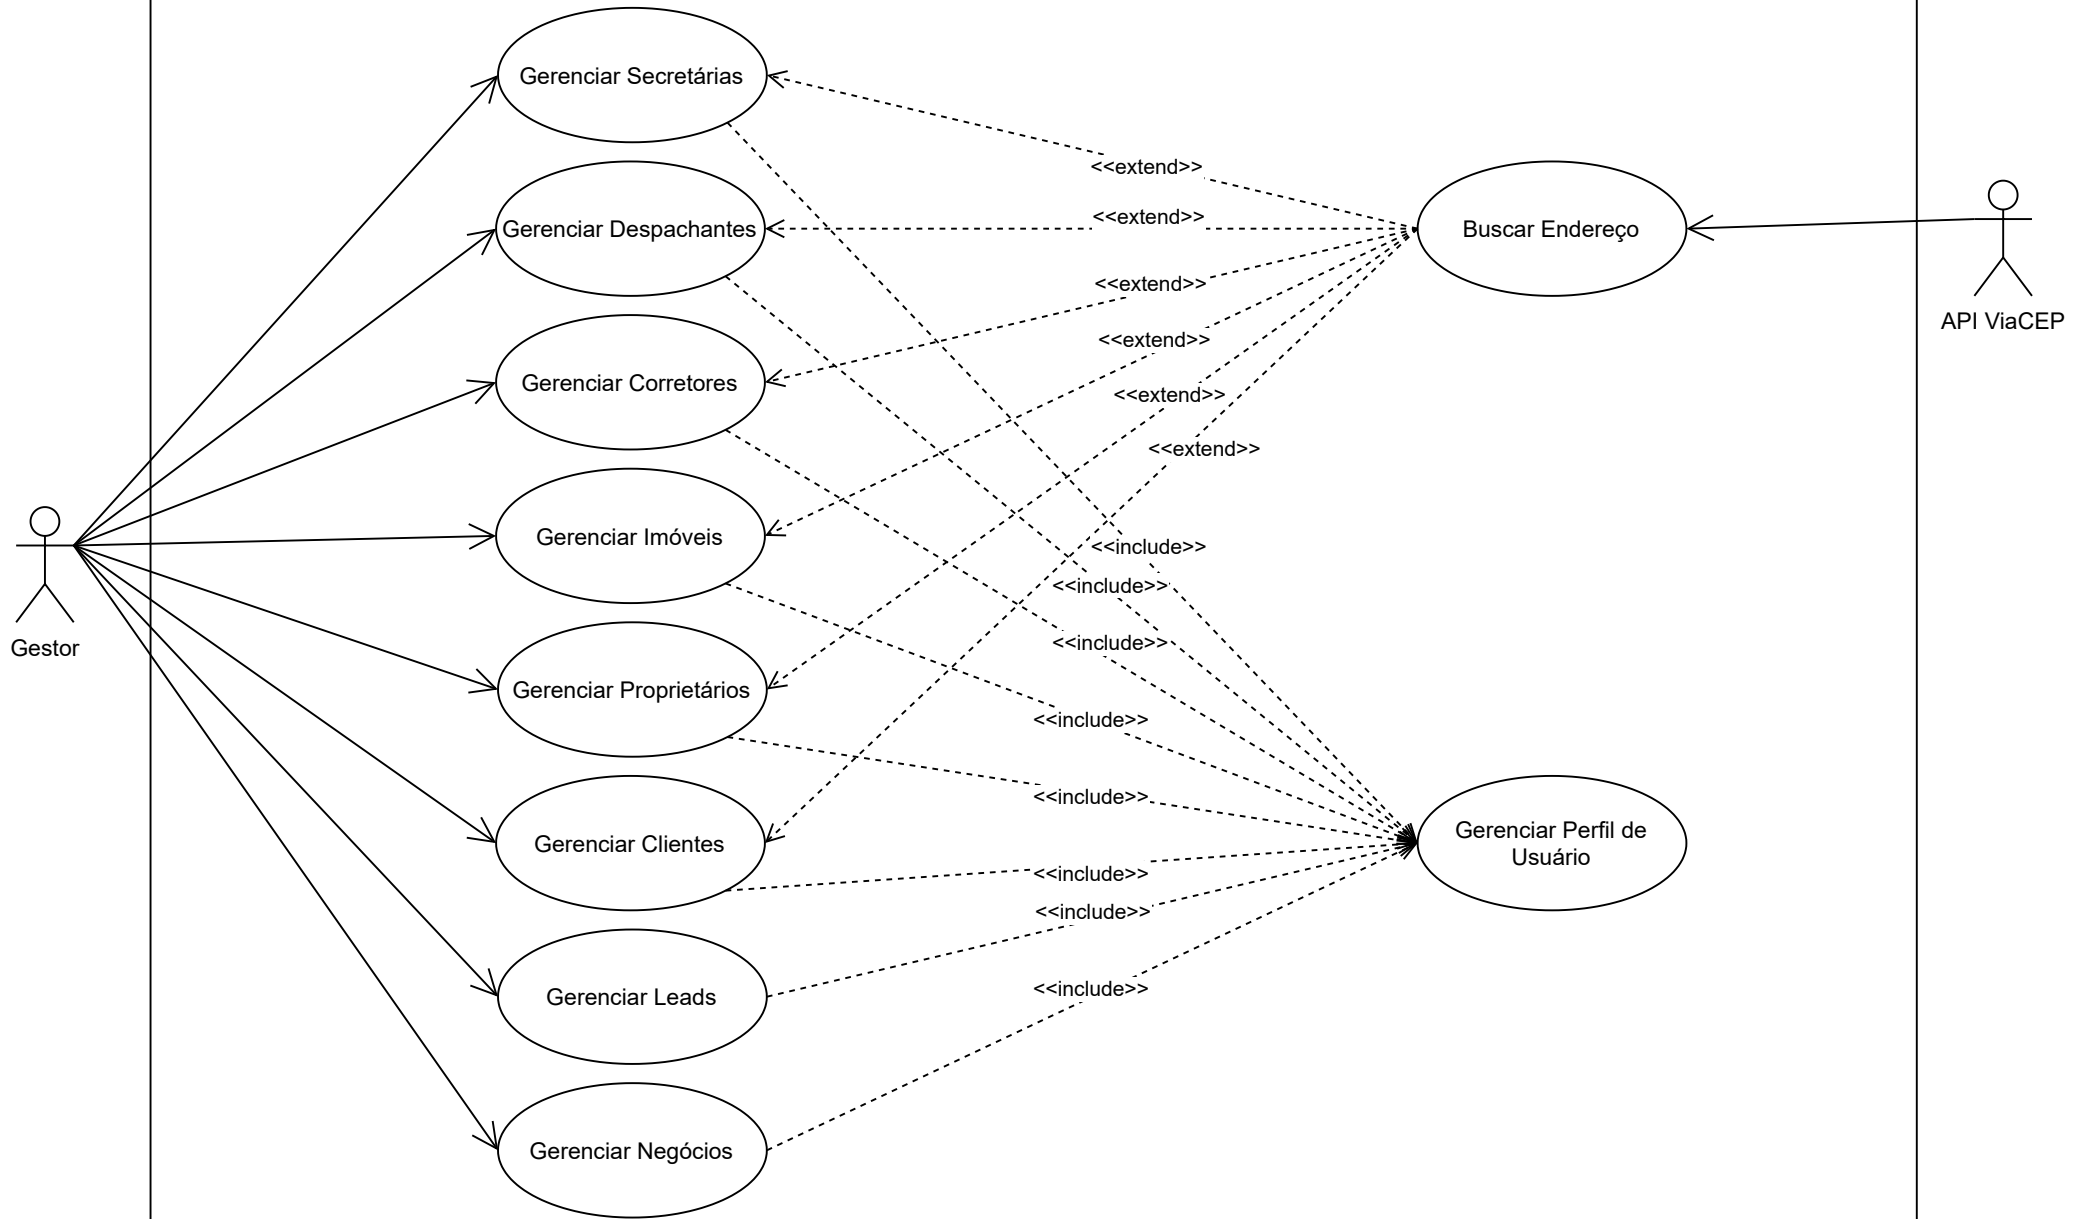 Gerenciar Secretárias
<<extend>>
<<extend>>
Gerenciar Despachantes
Buscar Endereço
<<extend>>
API ViaCEP
<<extend>>
Gerenciar Corretores
<<extend>>
<<extend>>
Gerenciar Imóveis
<<include>>
<<include>>
<<include>>
Gestor
Gerenciar Proprietários
<<include>>
<<include>>
Gerenciar Perfil de
Usuário
Gerenciar Clientes
<<include>>
<<include>>
<<include>>
Gerenciar Leads
Gerenciar Negócios